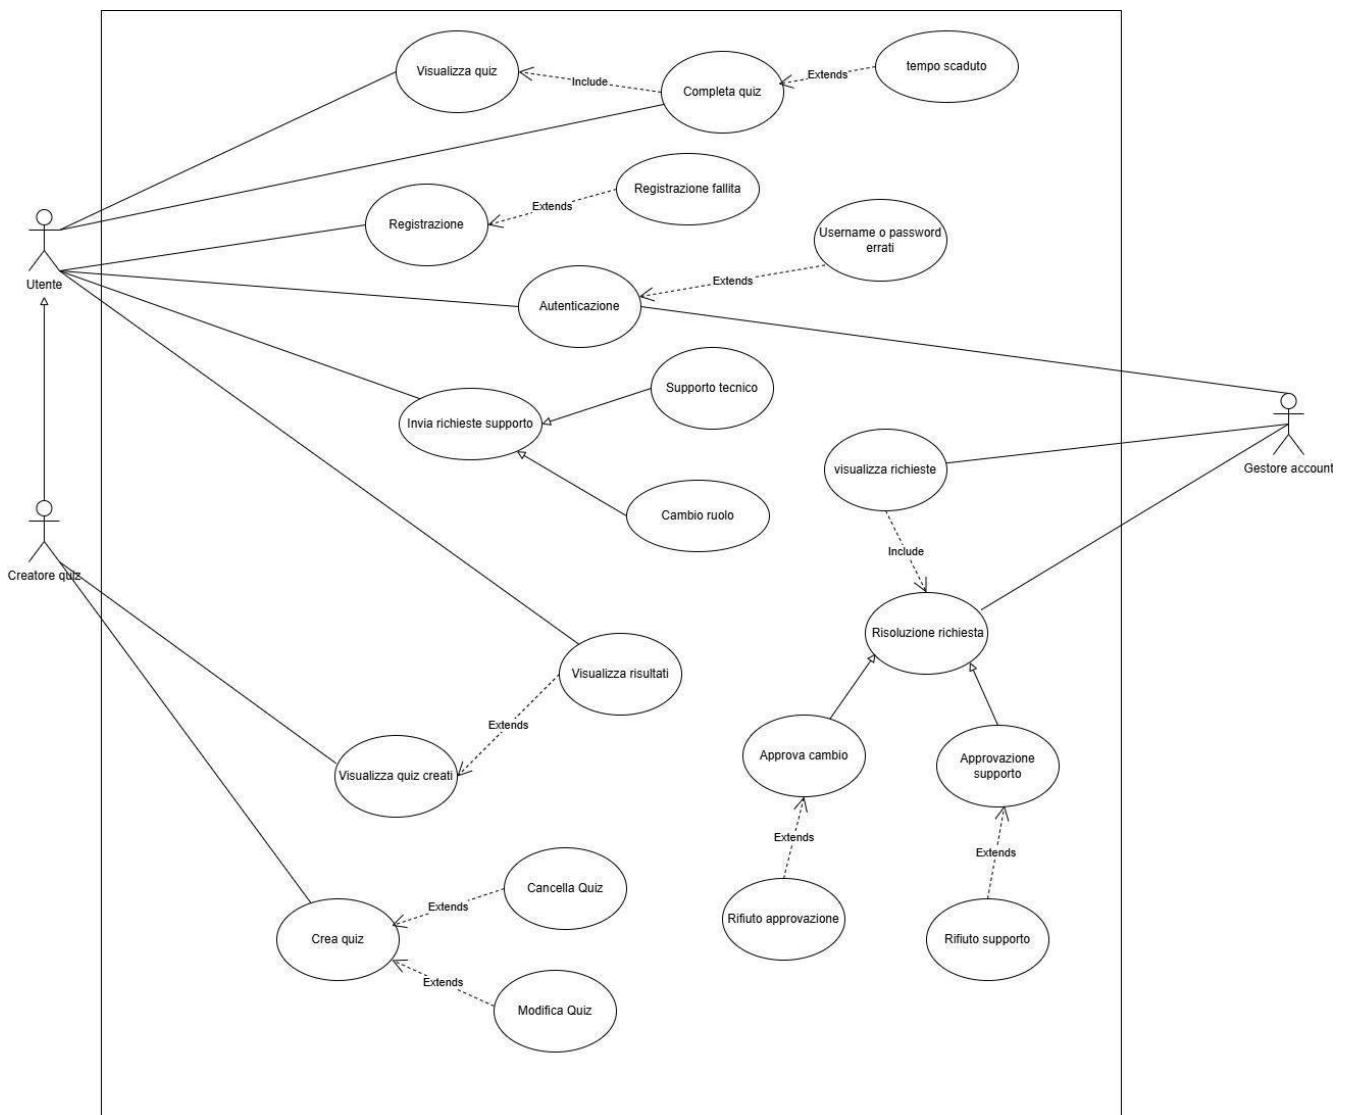 Visualizza quiz
Include
Completa quiz
Extends
tempo scaduto
Registrazione
Extends
Registrazione fallita
Username o password
errati
Extends
Utente
Autenticazione
Supporto tecnico
Invia richieste supporto
Cambio ruolo
visualizza richieste
Gestore account
Include
Creatore quiz
Risoluzione richiesta
Visualizza risultati
Extends
Visualizza quiz creati
Approva cambio
Approvazione
supporto
Extends
Extends
Cancella Quiz
Extends
Rifiuto approvazione
Rifiuto supporto
Crea quiz
Extends
Modifica Quiz